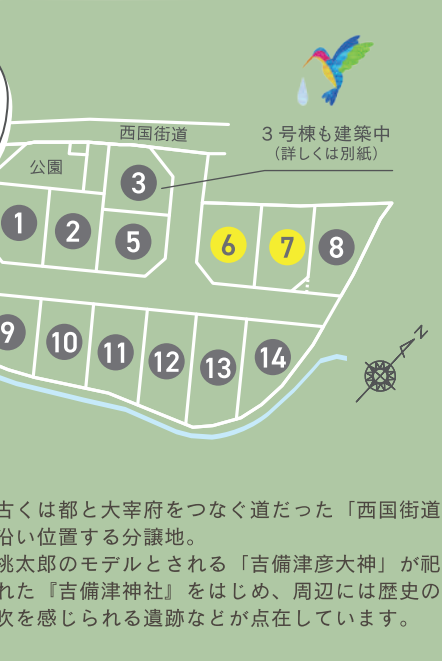 西国街道
3号棟も建築中
（詳しくは別紙）
公園
3
1
2
5
6
7
8
9
10
11
12
13
14
N
古くは都と大宰府をつなぐ道だった「西国街道
沿い位置する分譲地。
桃太郎のモデルとされる「吉備津彦大神」が祀
れた『吉備津神社』をはじめ、周辺には歴史の
吹を感じられる遺跡などが点在しています。